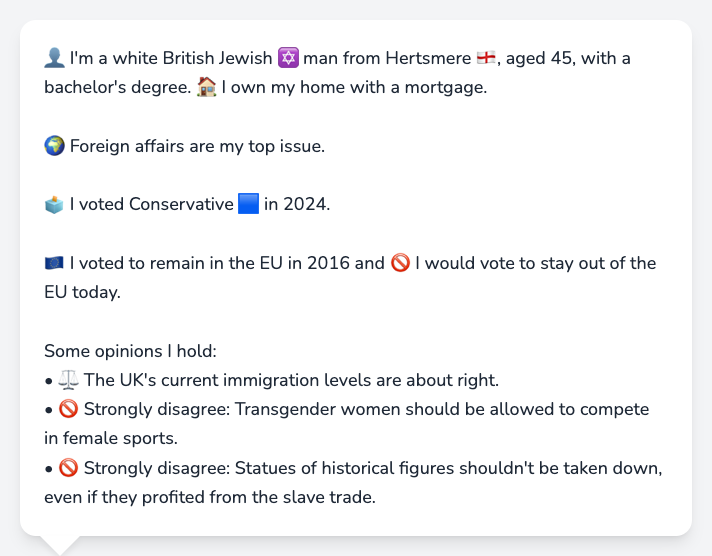 👤 I'm a white British Jewish ✡️ man from Hertsmere 🏴󠁧󠁢󠁥󠁮󠁧󠁿, aged 45, with a
bachelor's degree. 🏠 I own my home with a mortgage.
🌍 Foreign affairs are my top issue.
🗳️ I voted Conservative 🟦 in 2024.
🇪🇺 I voted to remain in the EU in 2016 and 🚫 I would vote to stay out of the
EU today.
Some opinions I hold:
• ⚖️ The UK's current immigration levels are about right.
• 🚫 Strongly disagree: Transgender women should be allowed to compete
in female sports.
• 🚫 Strongly disagree: Statues of historical figures shouldn't be taken down,
even if they profited from the slave trade.